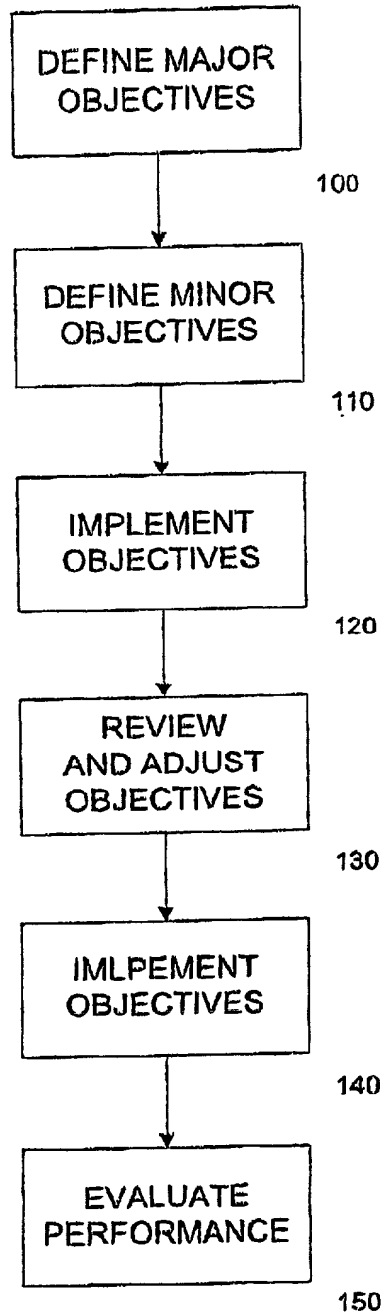 DEFINE MAJOR
OBJECTIVES
100
DEFINE MINOR
OBJECTIVES
110
IMPLEMENT
OBJECTIVES
120
REVIEW
AND ADJUST
OBJECTIVES
130
IMLPEMENT
OBJECTIVES
140
EVALUATE
PERFORMANCE
150